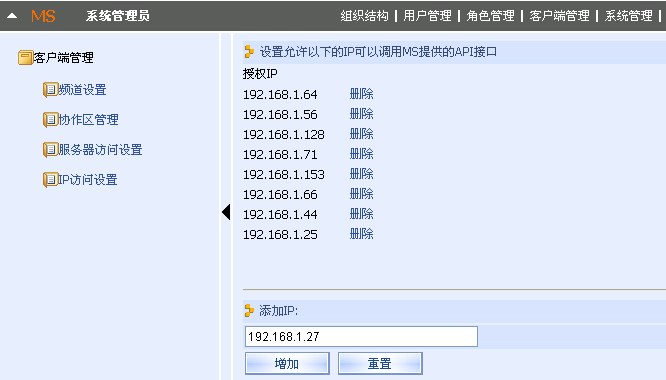 MS 系统管理员 组织结构 | 用户管理 | 角色管理 | 客户端管理 | 系统管理 |
客户端管理
频道设置
协作区管理
服务器访问设置
IP访问设置
设置允许以下的IP可以调用MS提供的API接口
授权IP
192.168.1.64 删除
192.168.1.56 删除
192.168.1.128 删除
192.168.1.71 删除
192.168.1.153 删除
192.168.1.66 删除
192.168.1.44 删除
192.168.1.25 删除
添加IP:
192.168.1.27
增加 重置